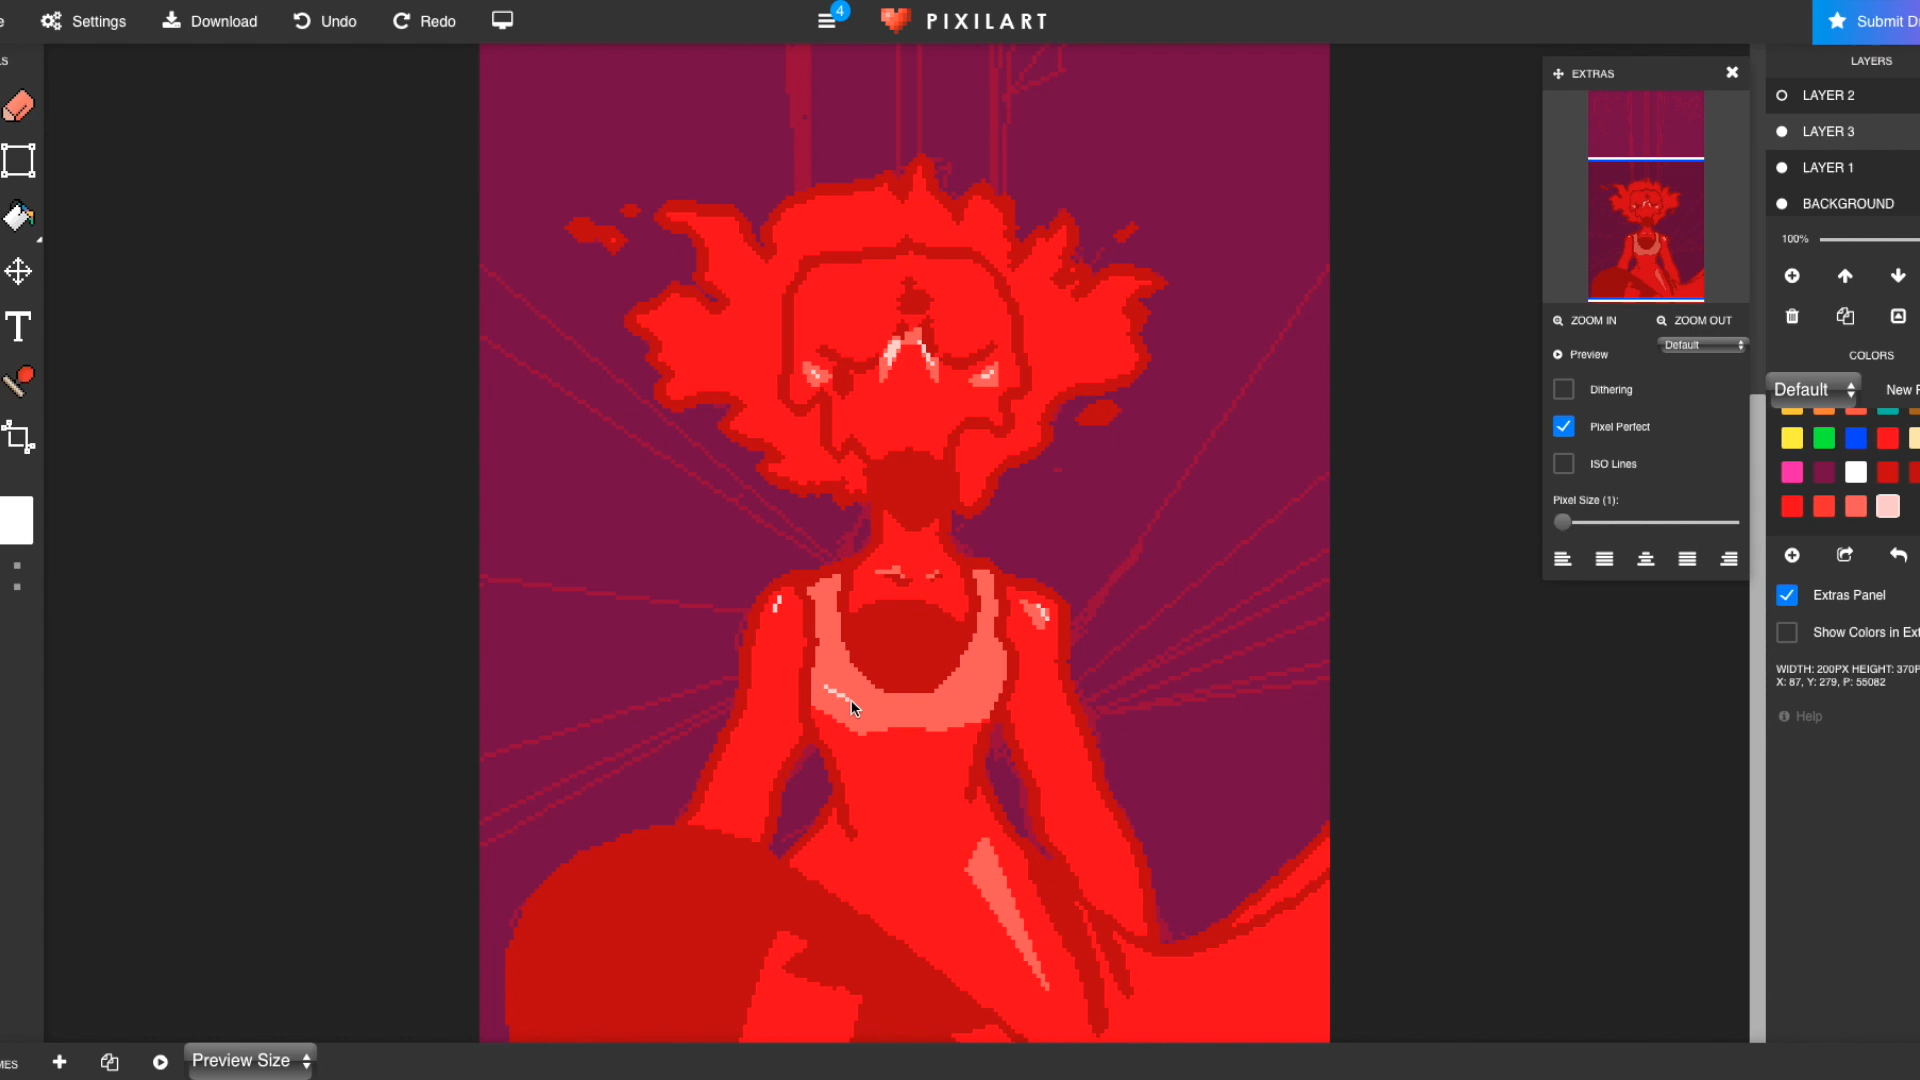 Settings
Download
Undo
Redo
4
PIXILART
Submit D
EXTRAS
LAYERS
LAYER 2
LAYER 3
LAYER 1
BACKGROUND
100%
ZOOM IN
ZOOM OUT
Default
Preview
Dithering
Pixel Perfect
ISO Lines
Pixel Size (1):
COLORS
Default
New
Extras Panel
Show Colors in Ext
WIDTH: 200PX HEIGHT: 370P
X: 87, Y: 279, P: 55082
Help
MES
Preview Size
T